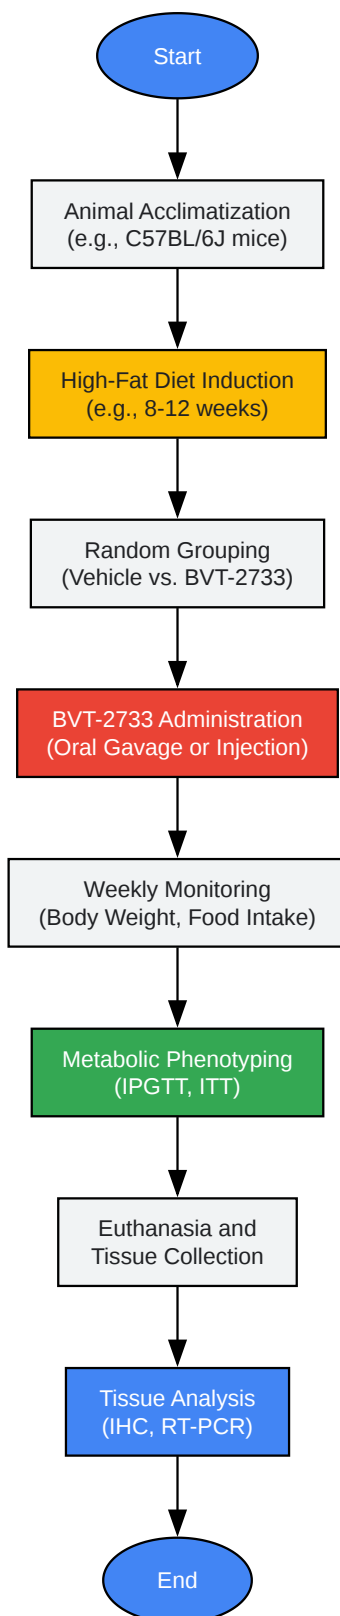 Start
Animal Acclimatization
(e.g., C57BL/6J mice)
High-Fat Diet Induction
(e.g., 8-12 weeks)
Random Grouping
(Vehicle vs. BVT-2733)
BVT-2733 Administration
(Oral Gavage or Injection)
Weekly Monitoring
(Body Weight, Food Intake)
Metabolic Phenotyping
(IPGTT, ITT)
Euthanasia and
Tissue Collection
Tissue Analysis
(IHC, RT-PCR)
End